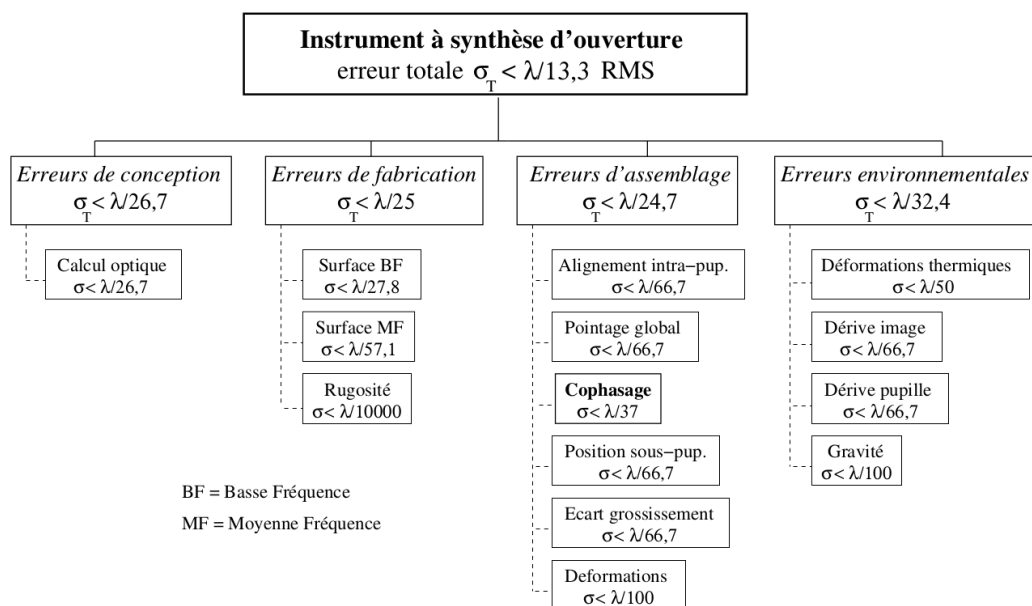 Instrument à synthèse d'ouverture
erreur totale σT < λ/13,3 RMS
Erreurs de conception
σT < λ/26,7
Calcul optique
σ< λ/26,7
Erreurs de fabrication
σT < λ/25
Surface BF
σ< λ/27,8
Surface MF
σ< λ/57,1
Rugosité
σ< λ/10000
Erreurs d'assemblage
σT < λ/24,7
Alignement intra−pup.
σ< λ/66,7
Pointage global
σ< λ/66,7
Cophasage
σ< λ/37
Position sous−pup.
σ< λ/66,7
Ecart grossissement
σ< λ/66,7
Deformations
σ< λ/100
Erreurs environnementales
σT < λ/32,4
Déformations thermiques
σ< λ/50
Dérive image
σ< λ/66,7
Dérive pupille
σ< λ/66,7
Gravité
σ< λ/100
BF = Basse Fréquence
MF = Moyenne Fréquence